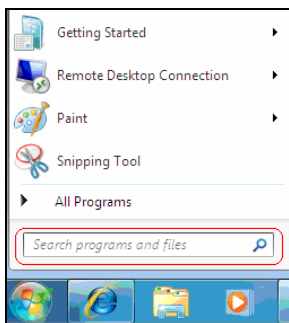 Getting Started
Remote Desktop Connection
Paint
Snipping Tool
All Programs
Search programs and files